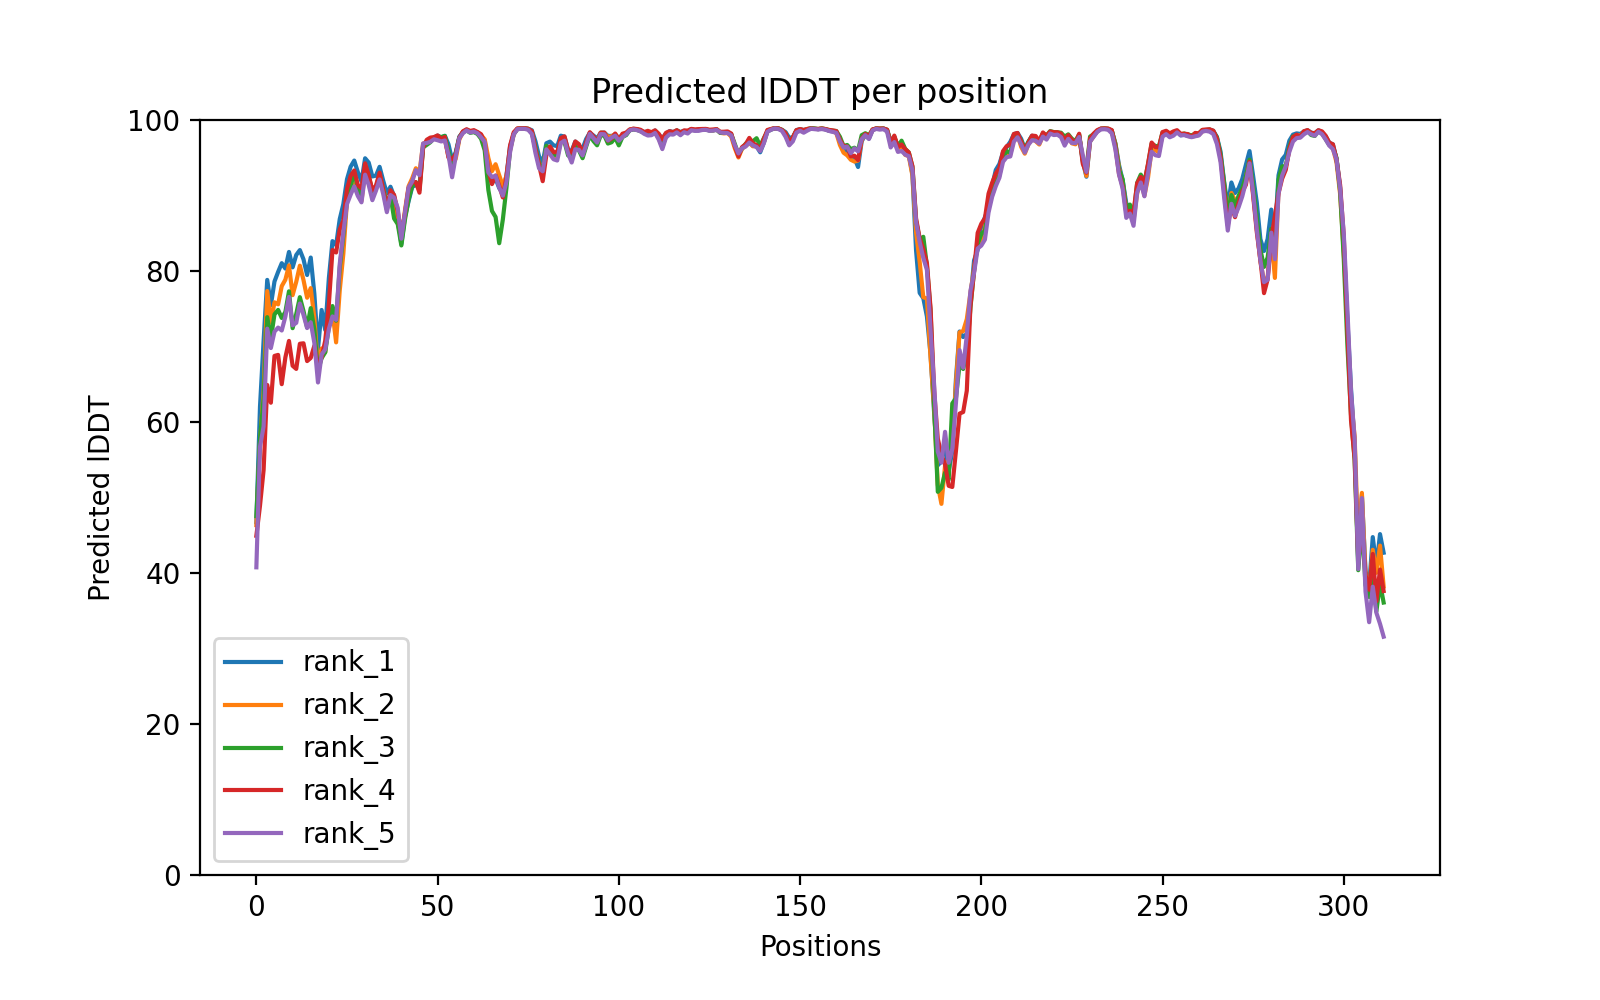 Predicted lDDT per position
100
80
60
40
20
0
Predicted lDDT
rank_1
rank_2
rank_3
rank_4
rank_5
0 50 100 150 200 250 300
Positions